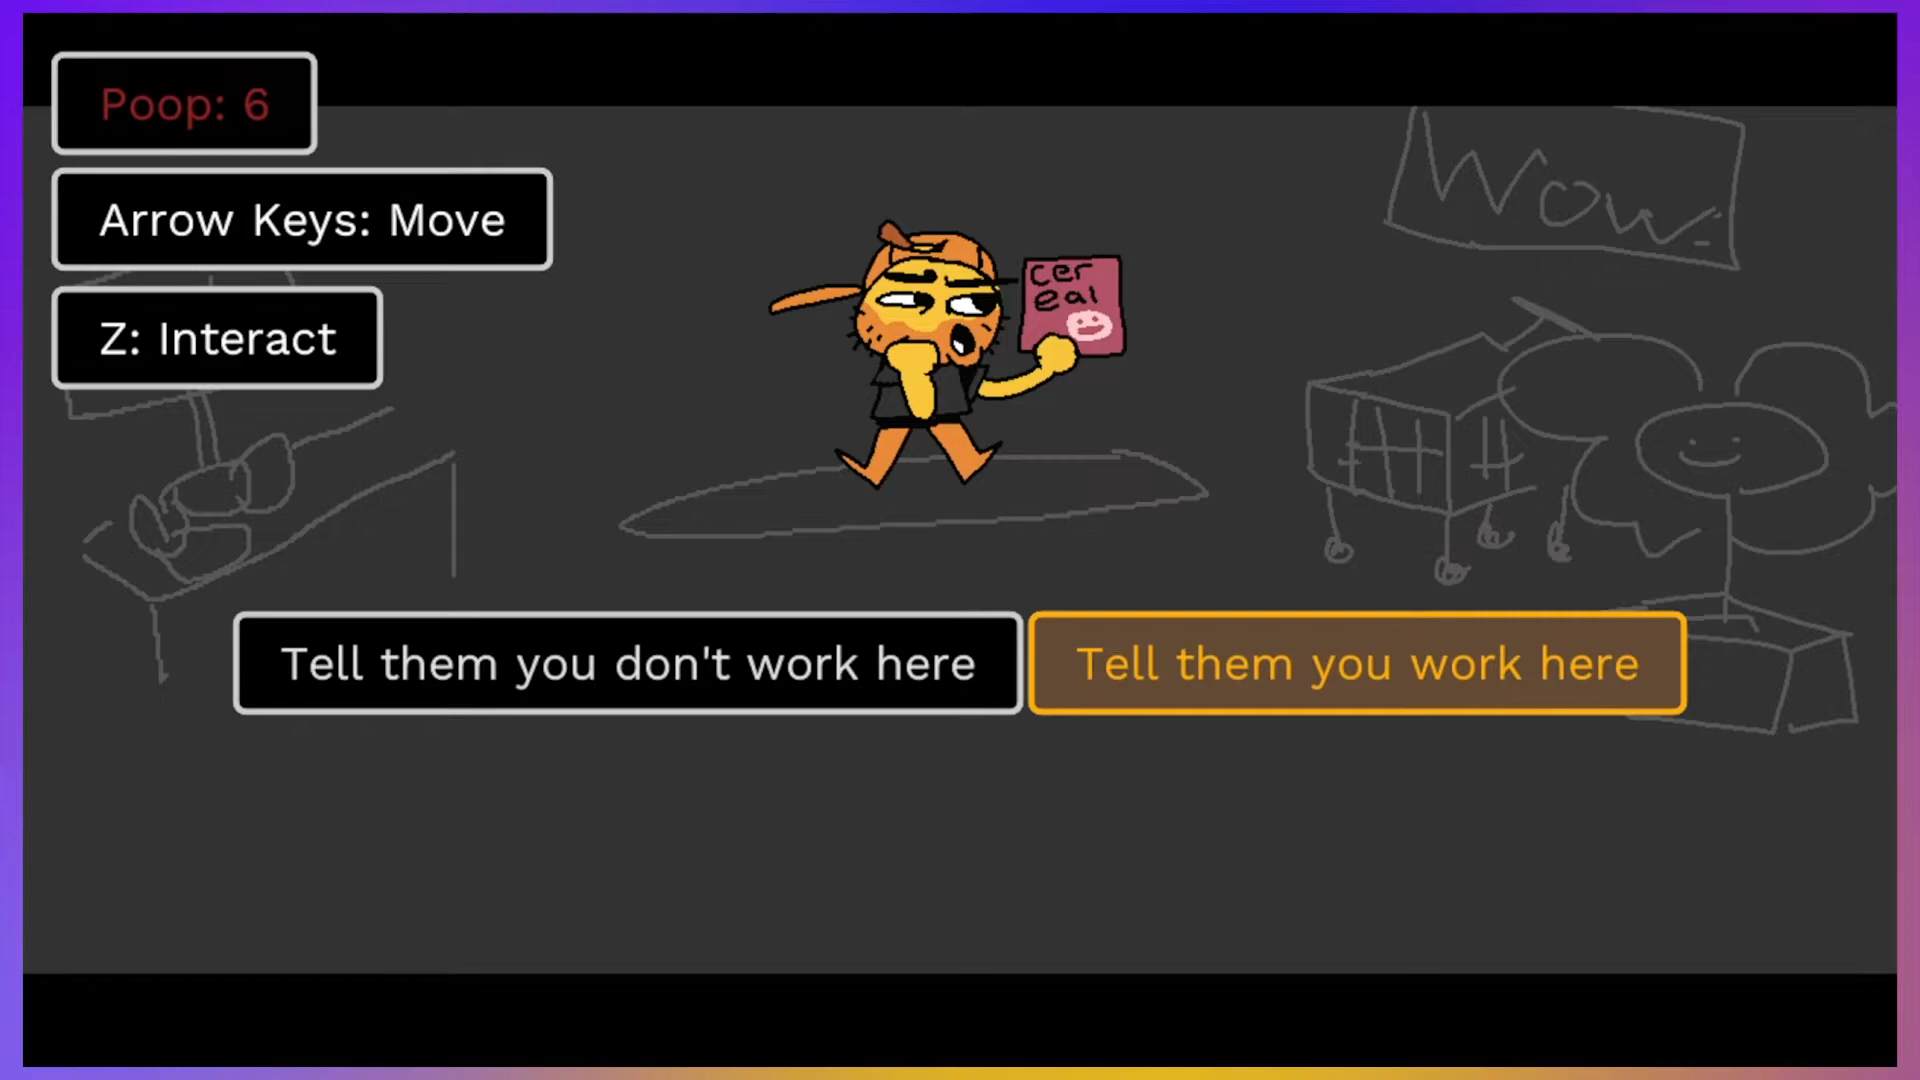 Poop: 6
Arrow Keys: Move
Z: Interact
Wow.
cer
eal
Tell them you don't work here
Tell them you work here